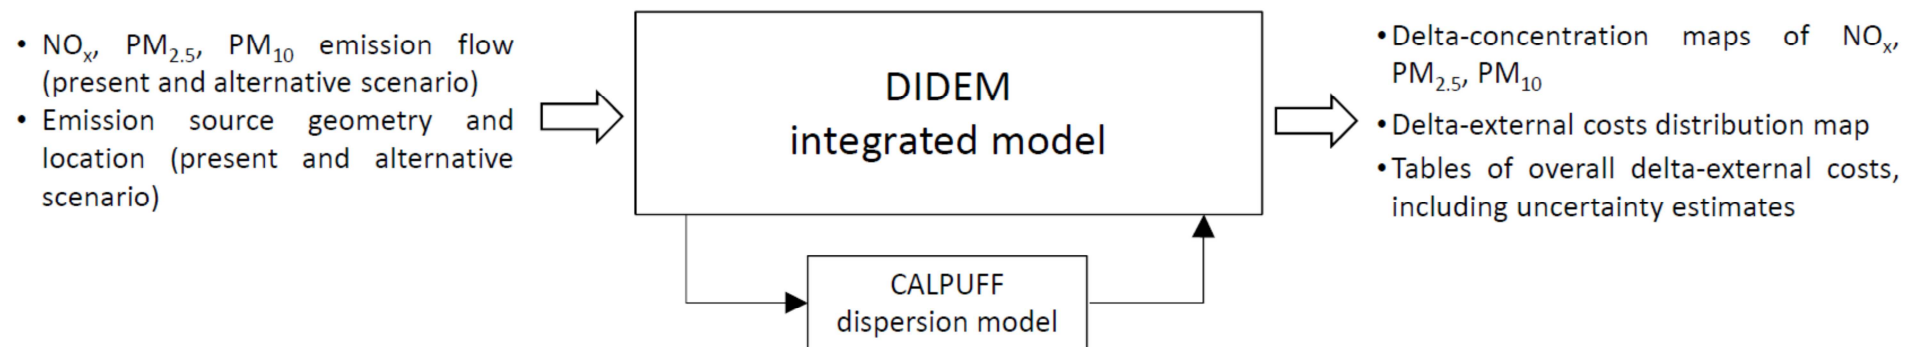 • NOx, PM2.5, PM10 emission flow
(present and alternative scenario)
• Emission source geometry and
location (present and alternative
scenario)
DIDEM
integrated model
CALPUFF
dispersion model
•Delta-concentration maps of NOx,
PM2.5, PM10
•Delta-external costs distribution map
•Tables of overall delta-external costs,
including uncertainty estimates